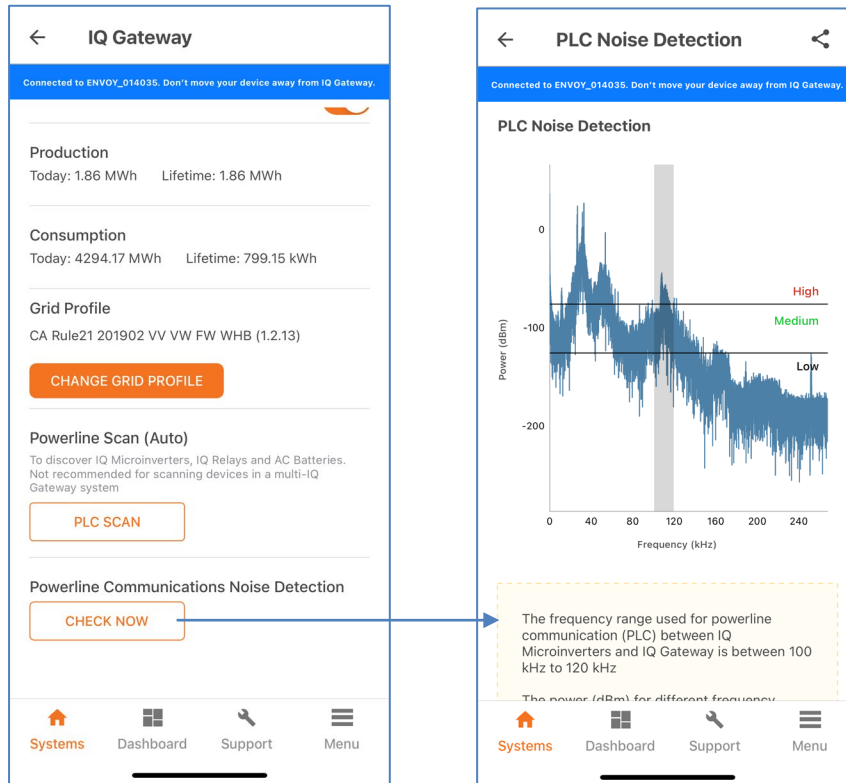 IQ Gateway
Connected to ENVOY_014035. Don't move your device away from IQ Gateway.
Production
Today: 1.86 MWh Lifetime: 1.86 MWh
Consumption
Today: 4294.17 MWh Lifetime: 799.15 kWh
Grid Profile
CA Rule21 201902 VV VW FW WHB (1.2.13)
CHANGE GRID PROFILE
Powerline Scan (Auto)
To discover IQ Microinverters, IQ Relays and AC Batteries.
Not recommended for scanning devices in a multi-IQ
Gateway system
PLC SCAN
Powerline Communications Noise Detection
CHECK NOW
Systems Dashboard Support Menu
PLC Noise Detection
Connected to ENVOY_014035. Don't move your device away from IQ Gateway.
PLC Noise Detection
0
High
Medium
-100
Low
-200
Power (dBm)
0 40 80 120 160 200 240
Frequency (kHz)
The frequency range used for powerline
communication (PLC) between IQ
Microinverters and IQ Gateway is between 100
kHz to 120 kHz
The power (dBm) for different frequency
Systems Dashboard Support Menu